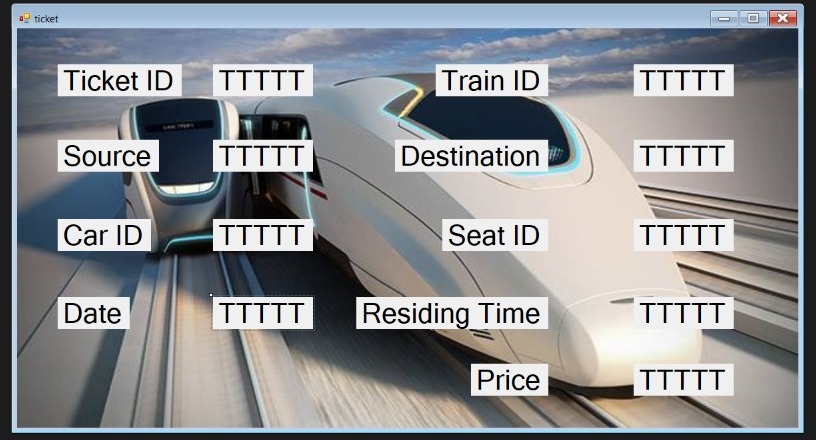 ticket
Ticket ID TTTTT Train ID TTTTT
Source TTTTT Destination TTTTT
Car ID TTTTT Seat ID TTTTT
Date TTTTT Residing Time TTTTT
Price TTTTT